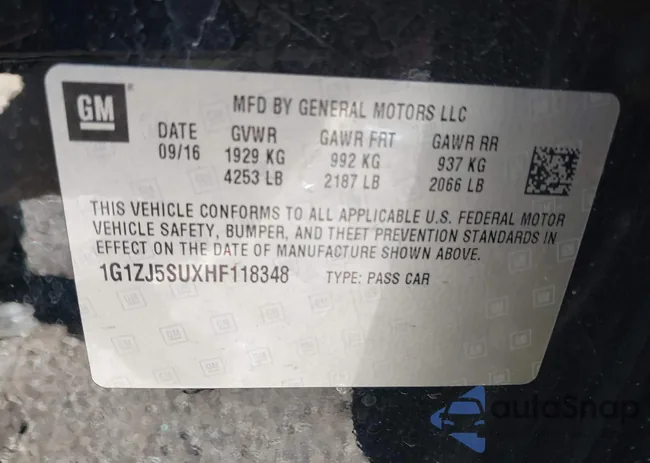 GM
MFD BY GENERAL MOTORS LLC
DATE GVWR GAWR FRT GAWR RR
09/16 1929 KG 992 KG 937 KG
4253 LB 2187 LB 2066 LB
THIS VEHICLE CONFORMS TO ALL APPLICABLE U.S. FEDERAL MOTOR
VEHICLE SAFETY, BUMPER, AND THEFT PREVENTION STANDARDS IN
EFFECT ON THE DATE OF MANUFACTURE SHOWN ABOVE.
1G1ZJ5SUXHF118348 TYPE: PASS CAR
autoSnap